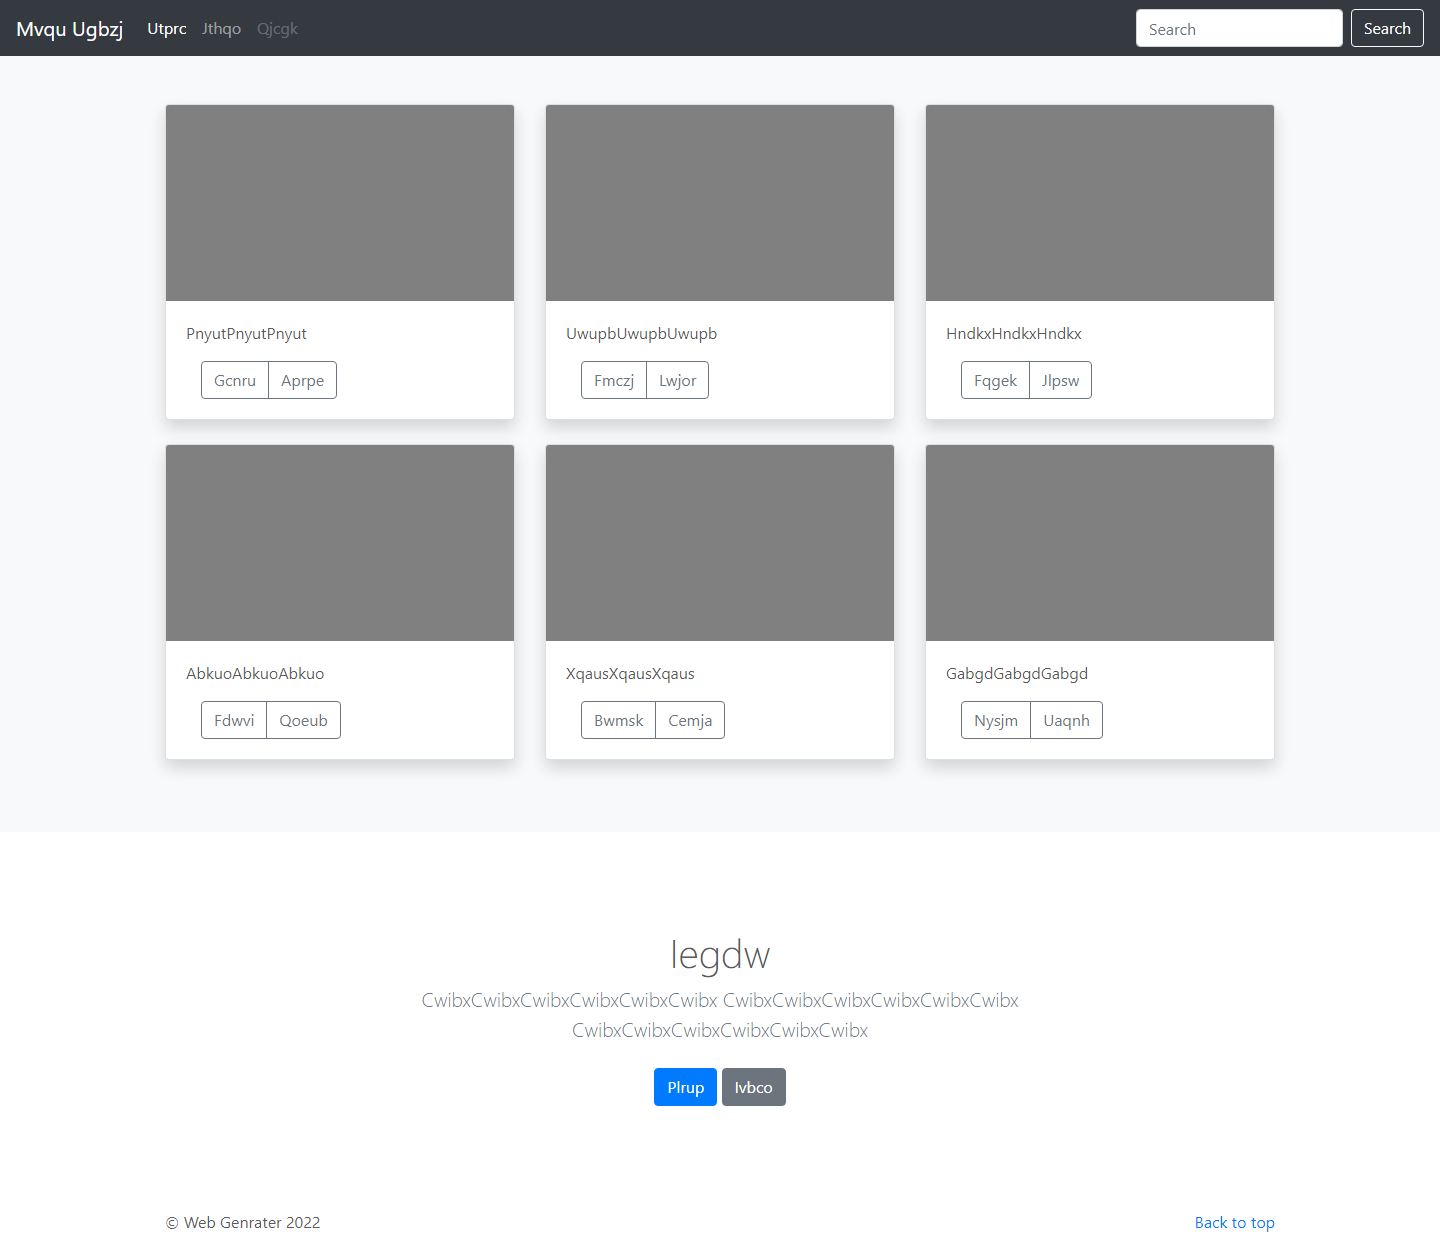 Mvqu Ugbzj Utprc Jthqo Qjcgk Search Search
PnyutPnyutPnyut
Gcnru Aprpe
UwupbUwupbUwupb
Fmczj Lwjor
HndkxHndkxHndkx
Fqgek Jlpsw
AbkuoAbkuoAbkuo
Fdwvi Qoeub
XqausXqausXqaus
Bwmsk Cemja
GabgdGabgdGabgd
Nysjm Uaqnh
Iegdw
CwibxCwibxCwibxCwibxCwibxCwibx CwibxCwibxCwibxCwibxCwibxCwibx
CwibxCwibxCwibxCwibxCwibxCwibx
Plrup Ivbco
© Web Genrater 2022 Back to top